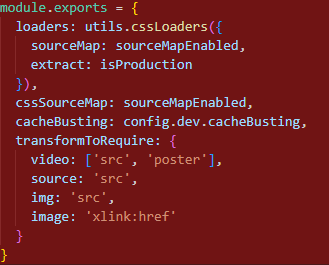 module.exports = {
  loaders: utils.cssLoaders({
    sourceMap: sourceMapEnabled,
    extract: isProduction
  }),
  cssSourceMap: sourceMapEnabled,
  cacheBusting: config.dev.cacheBusting,
  transformToRequire: {
    video: ['src', 'poster'],
    source: 'src',
    img: 'src',
    image: 'xlink:href'
  }
}